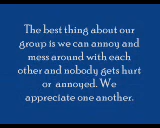 The best thing about our
group is we can annoy and
mess around with each
other and nobody gets hurt
or annoyed. We
appreciate one another.